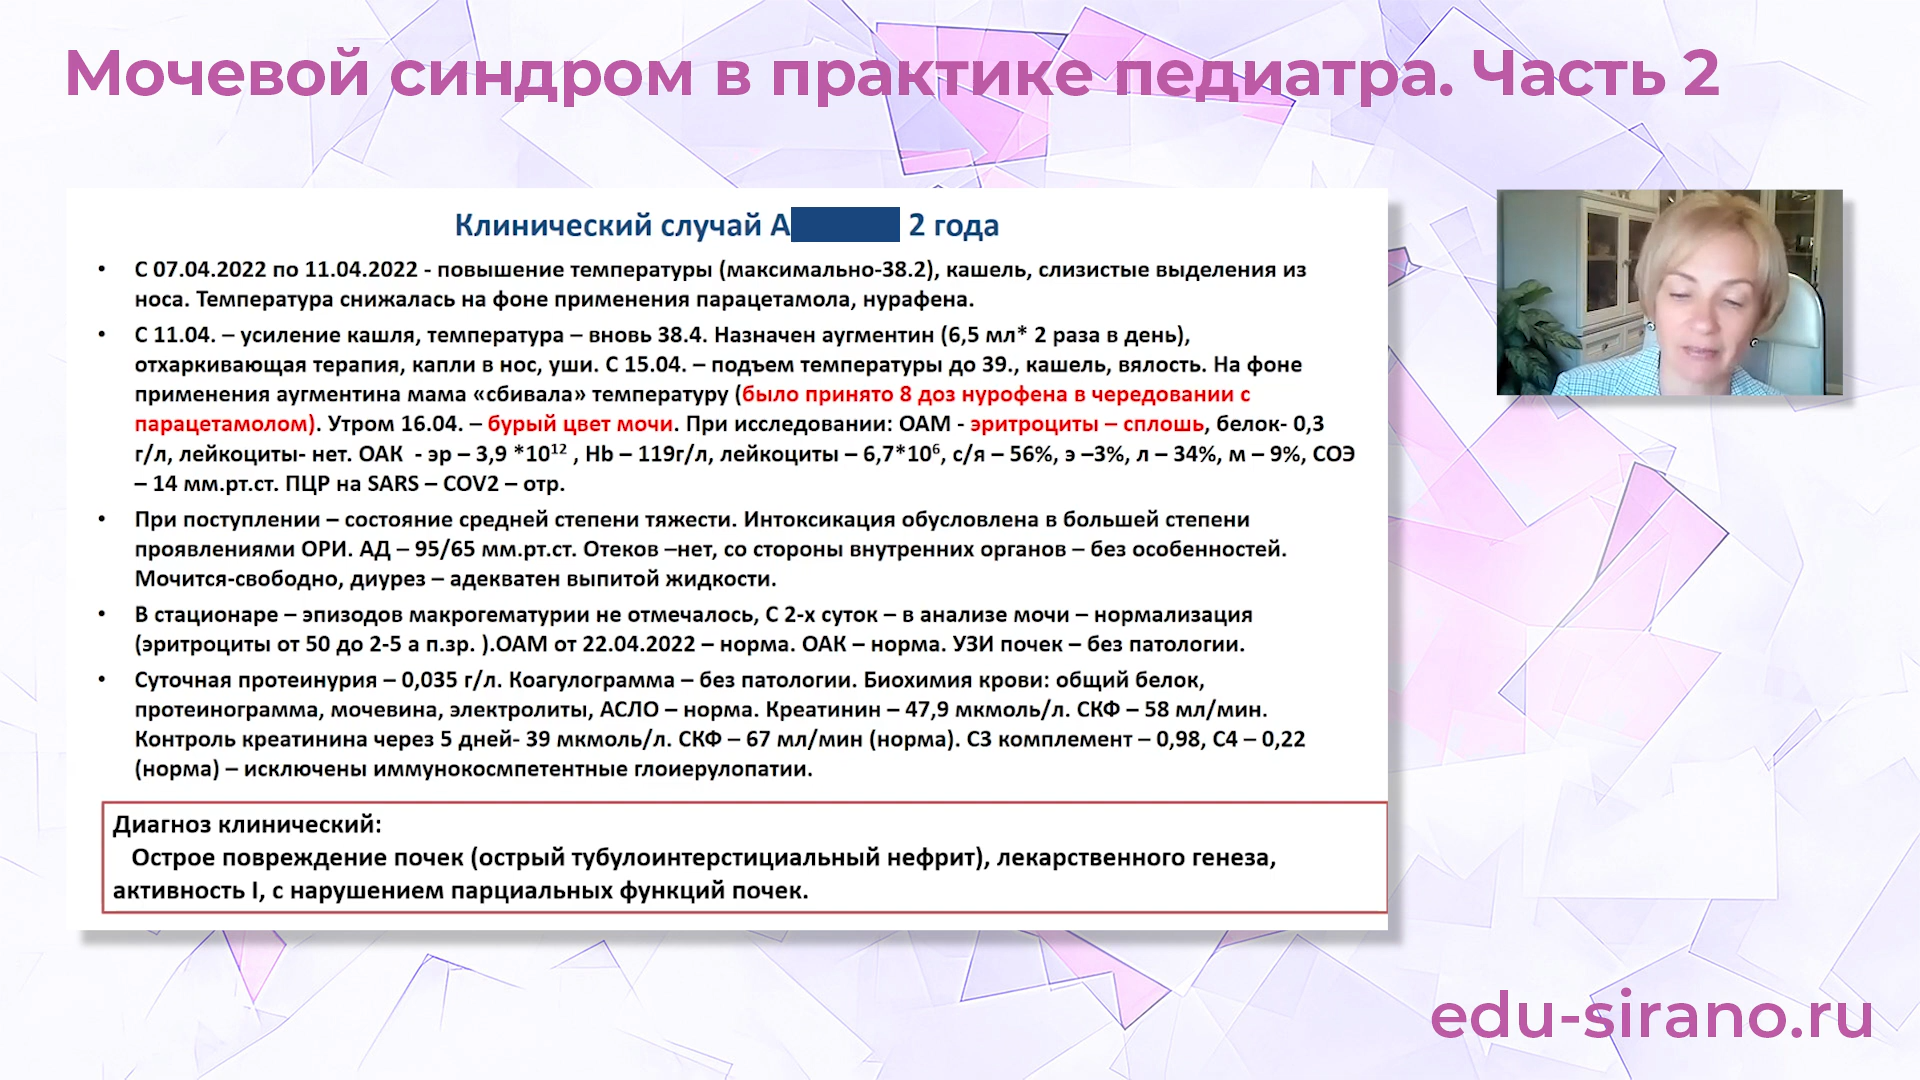 Мочевой синдром в практике педиатра. Часть 2
Клинический случай А 2 года
• С 07.04.2022 по 11.04.2022 - повышение температуры (максимально-38.2), кашель, слизистые выделения из
носа. Температура снижалась на фоне применения парацетамола, нурафена.
• С 11.04. – усиление кашля, температура – вновь 38.4. Назначен аугментин (6,5 мл* 2 раза в день),
отхаркивающая терапия, капли в нос, уши. С 15.04. – подъем температуры до 39., кашель, вялость. На фоне
применения аугментина мама «сбивала» температуру (было принято 8 доз нурофена в чередовании с
парацетамолом). Утром 16.04. – бурый цвет мочи. При исследовании: ОАМ - эритроциты – сплошь, белок- 0,3
г/л, лейкоциты- нет. ОАК - эр – 3,9 *10¹² , Hb – 119г/л, лейкоциты – 6,7*10⁶, с/я – 56%, э –3%, л – 34%, м – 9%, СОЭ
– 14 мм.рт.ст. ПЦР на SARS – COV2 – отр.
• При поступлении – состояние средней степени тяжести. Интоксикация обусловлена в большей степени
проявлениями ОРИ. АД – 95/65 мм.рт.ст. Отеков –нет, со стороны внутренних органов – без особенностей.
Мочится-свободно, диурез – адекватен выпитой жидкости.
• В стационаре – эпизодов макрогематурии не отмечалось, С 2-х суток – в анализе мочи – нормализация
(эритроциты от 50 до 2-5 а п.зр. ).ОАМ от 22.04.2022 – норма. ОАК – норма. УЗИ почек – без патологии.
• Суточная протеинурия – 0,035 г/л. Коагулограмма – без патологии. Биохимия крови: общий белок,
протеинограмма, мочевина, электролиты, АСЛО – норма. Креатинин – 47,9 мкмоль/л. СКФ – 58 мл/мин.
Контроль креатинина через 5 дней- 39 мкмоль/л. СКФ – 67 мл/мин (норма). С3 комплемент – 0,98, С4 – 0,22
(норма) – исключены иммунокосмпетентные глоиерулопатии.
Диагноз клинический:
Острое повреждение почек (острый тубулоинтерстициальный нефрит), лекарственного генеза,
активность I, с нарушением парциальных функций почек.
edu-sirano.ru